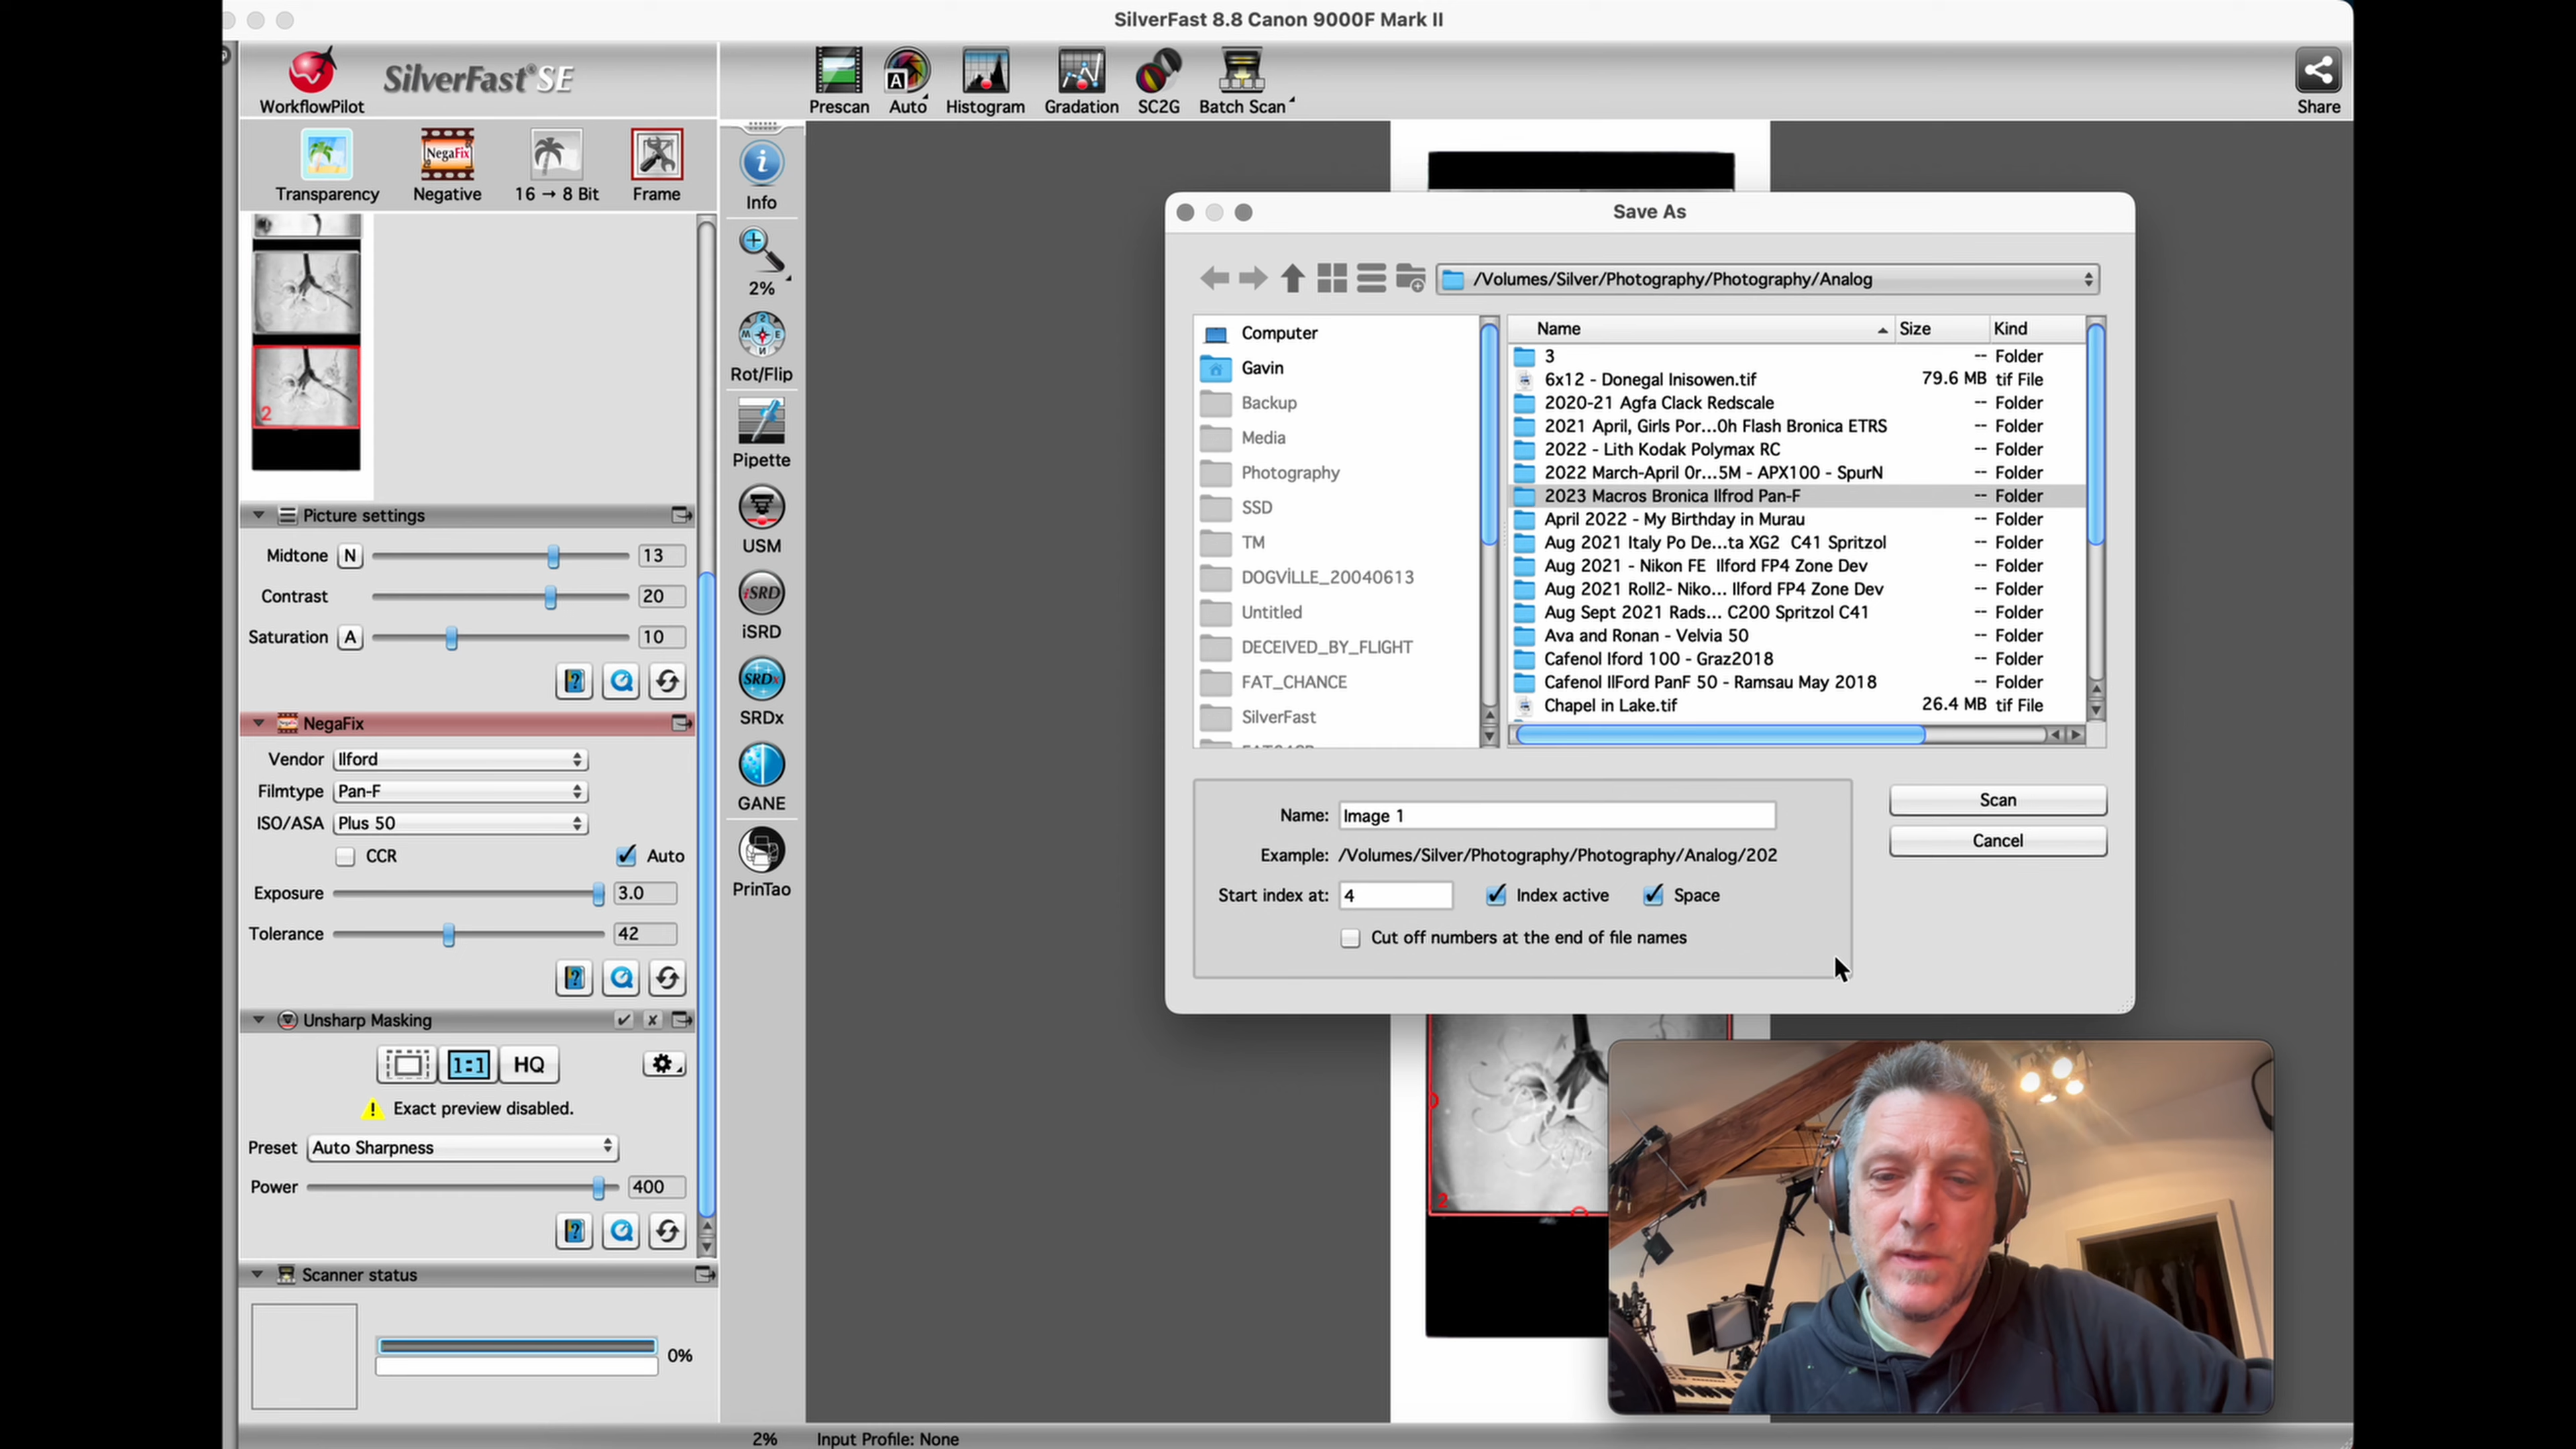 SilverFast 8.8 Canon 9000F Mark II
WorkflowPilot
SilverFast® SE
Prescan
Auto
Histogram
Gradation
SC2G
Batch Scan
Share
Transparency
NegaFix
Negative
16 → 8 Bit
Frame
Info
2%
Rot/Flip
Pipette
USM
iSRD
iSRD
SRDx
SRDx
GANE
PrinTao
2
Picture settings
Midtone N 13
Contrast 20
Saturation A 10
NegaFix
Vendor Ilford
Filmtype Pan-F
ISO/ASA Plus 50
CCR Auto
Exposure 3.0
Tolerance 42
Unsharp Masking
1:1 HQ
Exact preview disabled.
Preset Auto Sharpness
Power 400
Scanner status
0%
Save As
/Volumes/Silver/Photography/Photography/Analog
Computer
Gavin
Backup
Media
Photography
SSD
TM
DOGVİLLE_20040613
Untitled
DECEIVED_BY_FLIGHT
FAT_CHANCE
SilverFast
Name Size Kind
3 -- Folder
6x12 - Donegal Inisowen.tif 79.6 MB tif File
2020-21 Agfa Clack Redscale -- Folder
2021 April, Girls Por...0h Flash Bronica ETRS -- Folder
2022 - Lith Kodak Polymax RC -- Folder
2022 March-April 0r...5M - APX100 - SpurN -- Folder
2023 Macros Bronica Ilfrod Pan-F -- Folder
April 2022 - My Birthday in Murau -- Folder
Aug 2021 Italy Po De...ta XG2 C41 Spritzol -- Folder
Aug 2021 - Nikon FE Ilford FP4 Zone Dev -- Folder
Aug 2021 Roll2- Niko... Ilford FP4 Zone Dev -- Folder
Aug Sept 2021 Rads... C200 Spritzol C41 -- Folder
Ava and Ronan - Velvia 50 -- Folder
Cafenol Iford 100 - Graz2018 -- Folder
Cafenol IlFord PanF 50 - Ramsau May 2018 -- Folder
Chapel in Lake.tif 26.4 MB tif File
Name: Image 1
Example: /Volumes/Silver/Photography/Photography/Analog/202
Start index at: 4 Index active Space
Cut off numbers at the end of file names
Scan
Cancel
2
2% Input Profile: None